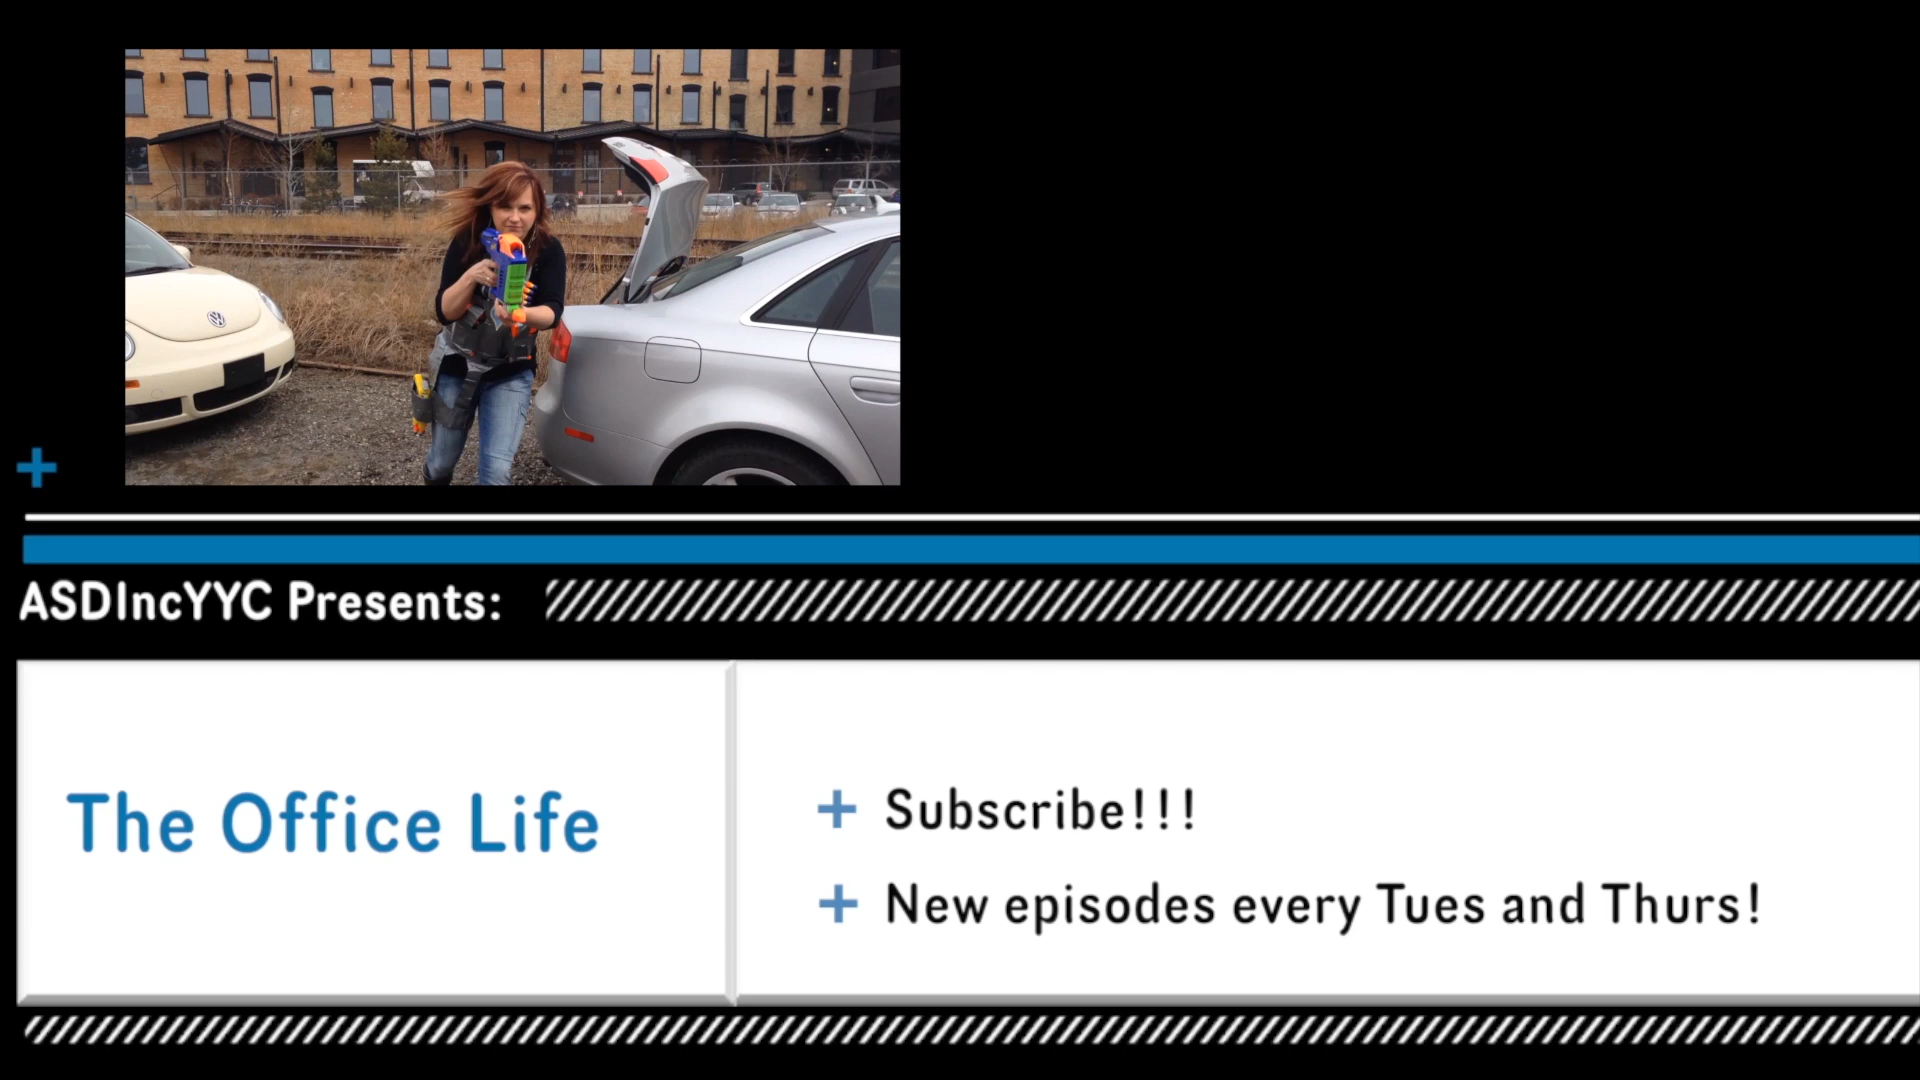 ASDIncYYC Presents:
The Office Life
+ Subscribe!!!
+ New episodes every Tues and Thurs!